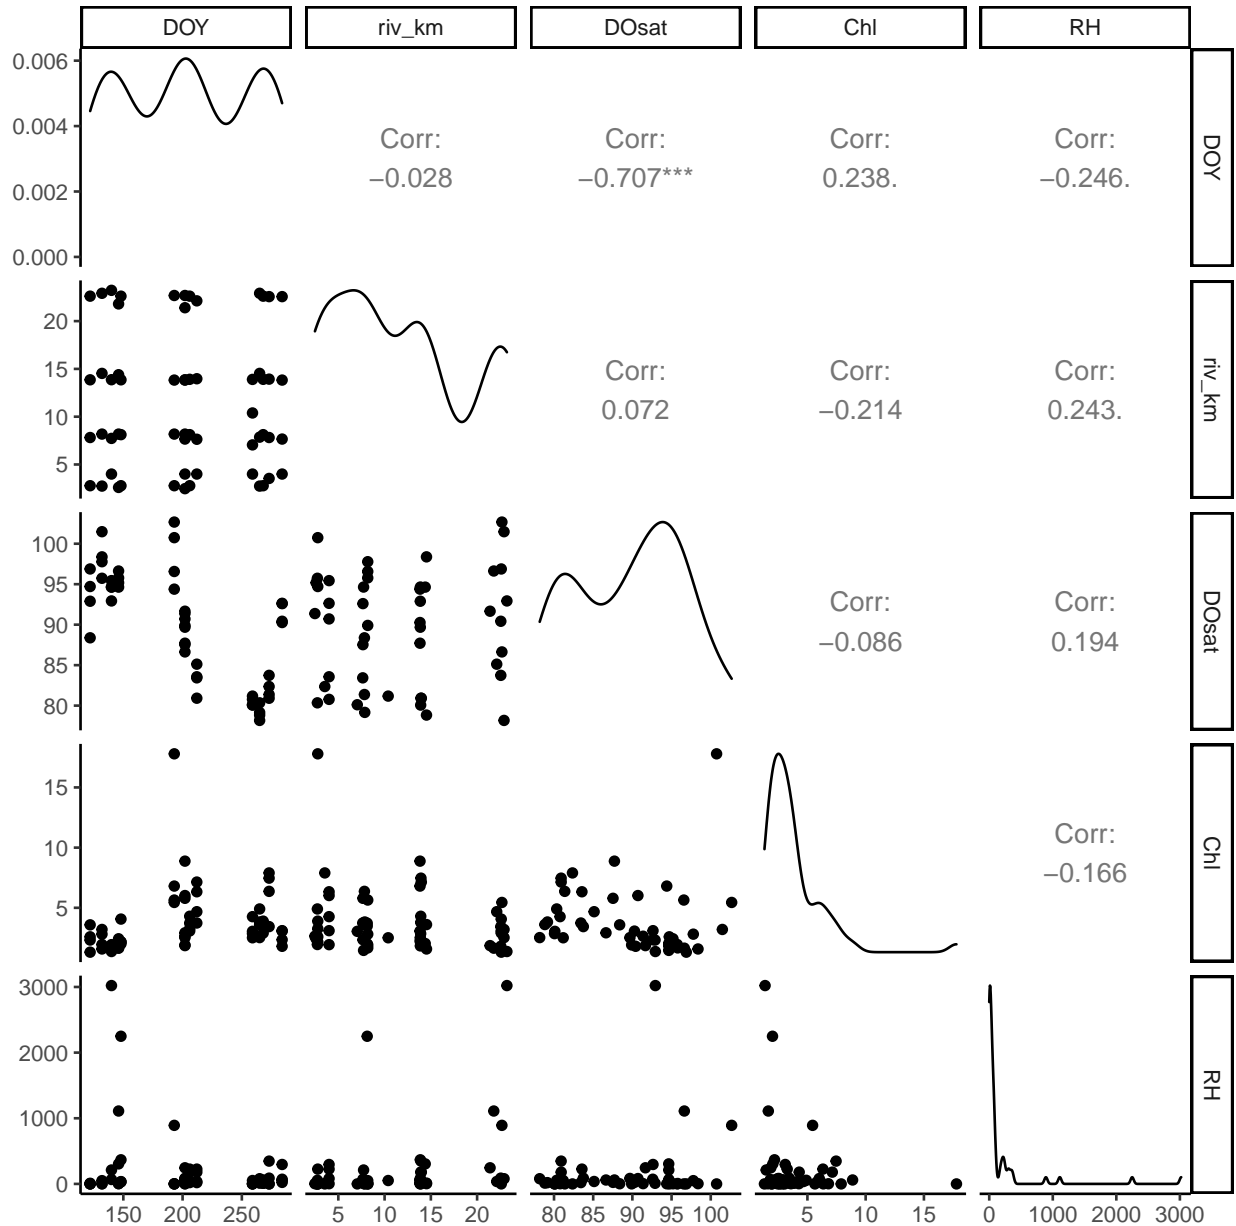 DOY riv_km DOsat Chl RH
0.006
0.004
0.002
0.000
Corr:
−0.028
Corr:
−0.707***
Corr:
0.238.
Corr:
−0.246.
DOY
20
15
10
5
Corr:
0.072
Corr:
−0.214
Corr:
0.243.
riv_km
100
95
90
85
80
Corr:
−0.086
Corr:
0.194
DOsat
15
10
5
Corr:
−0.166
Chl
3000
2000
1000
0
RH
150 200 250 5 10 15 20 80 85 90 95 100 5 10 15 0 1000 2000 3000